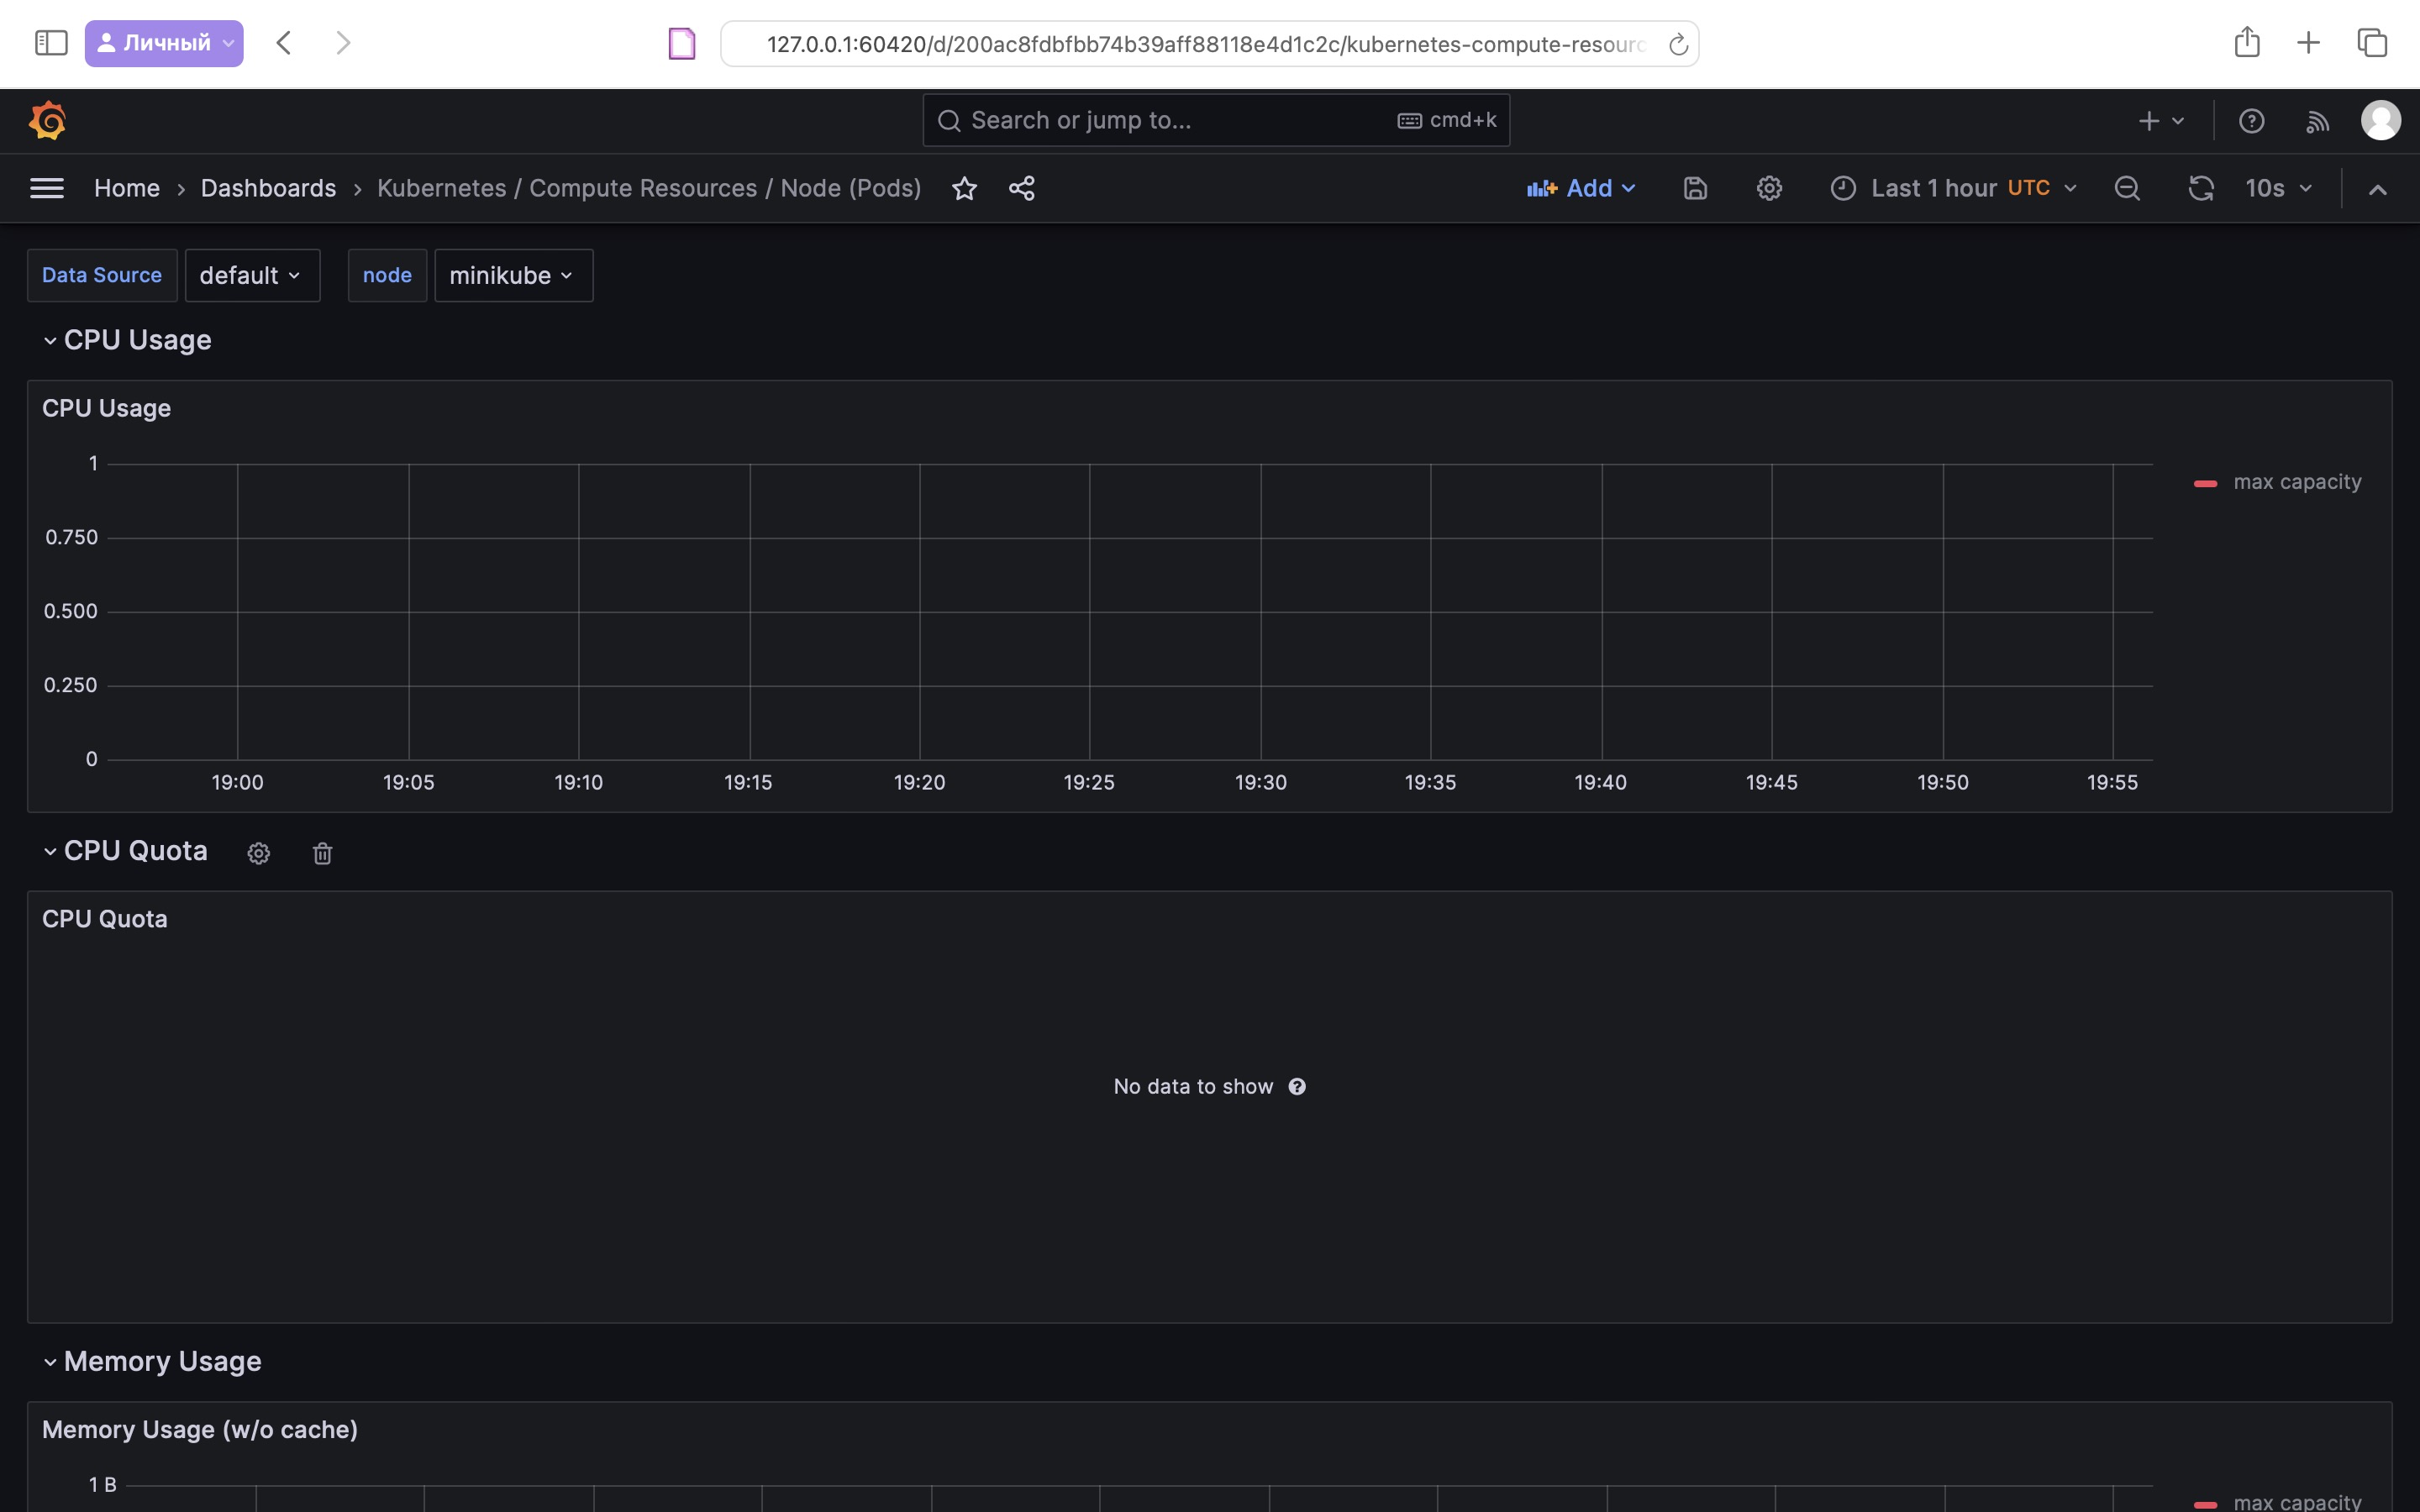 Личный
127.0.0.1:60420/d/200ac8fdbfbb74b39aff88118e4d1c2c/kubernetes-compute-resourc
Search or jump to...
cmd+k
Home › Dashboards › Kubernetes / Compute Resources / Node (Pods)
Add
Last 1 hour UTC
10s
Data Source
default
node
minikube
CPU Usage
CPU Usage
1
0.750
0.500
0.250
0
19:00 19:05 19:10 19:15 19:20 19:25 19:30 19:35 19:40 19:45 19:50 19:55
max capacity
CPU Quota
CPU Quota
No data to show
Memory Usage
Memory Usage (w/o cache)
1 B
max capacity